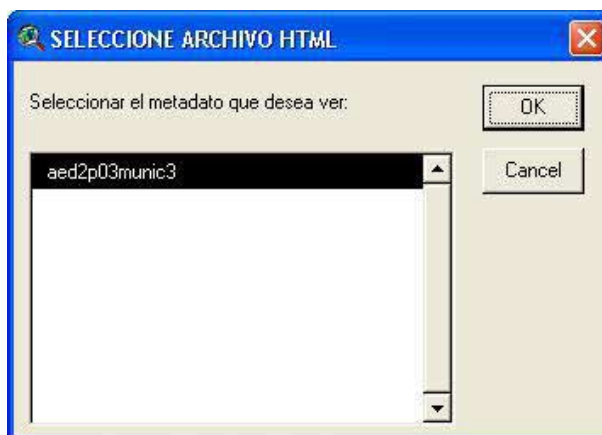 SELECCIONE ARCHIVO HTML
Seleccionar el metadato que desea ver:
OK
aed2p03munic3
Cancel